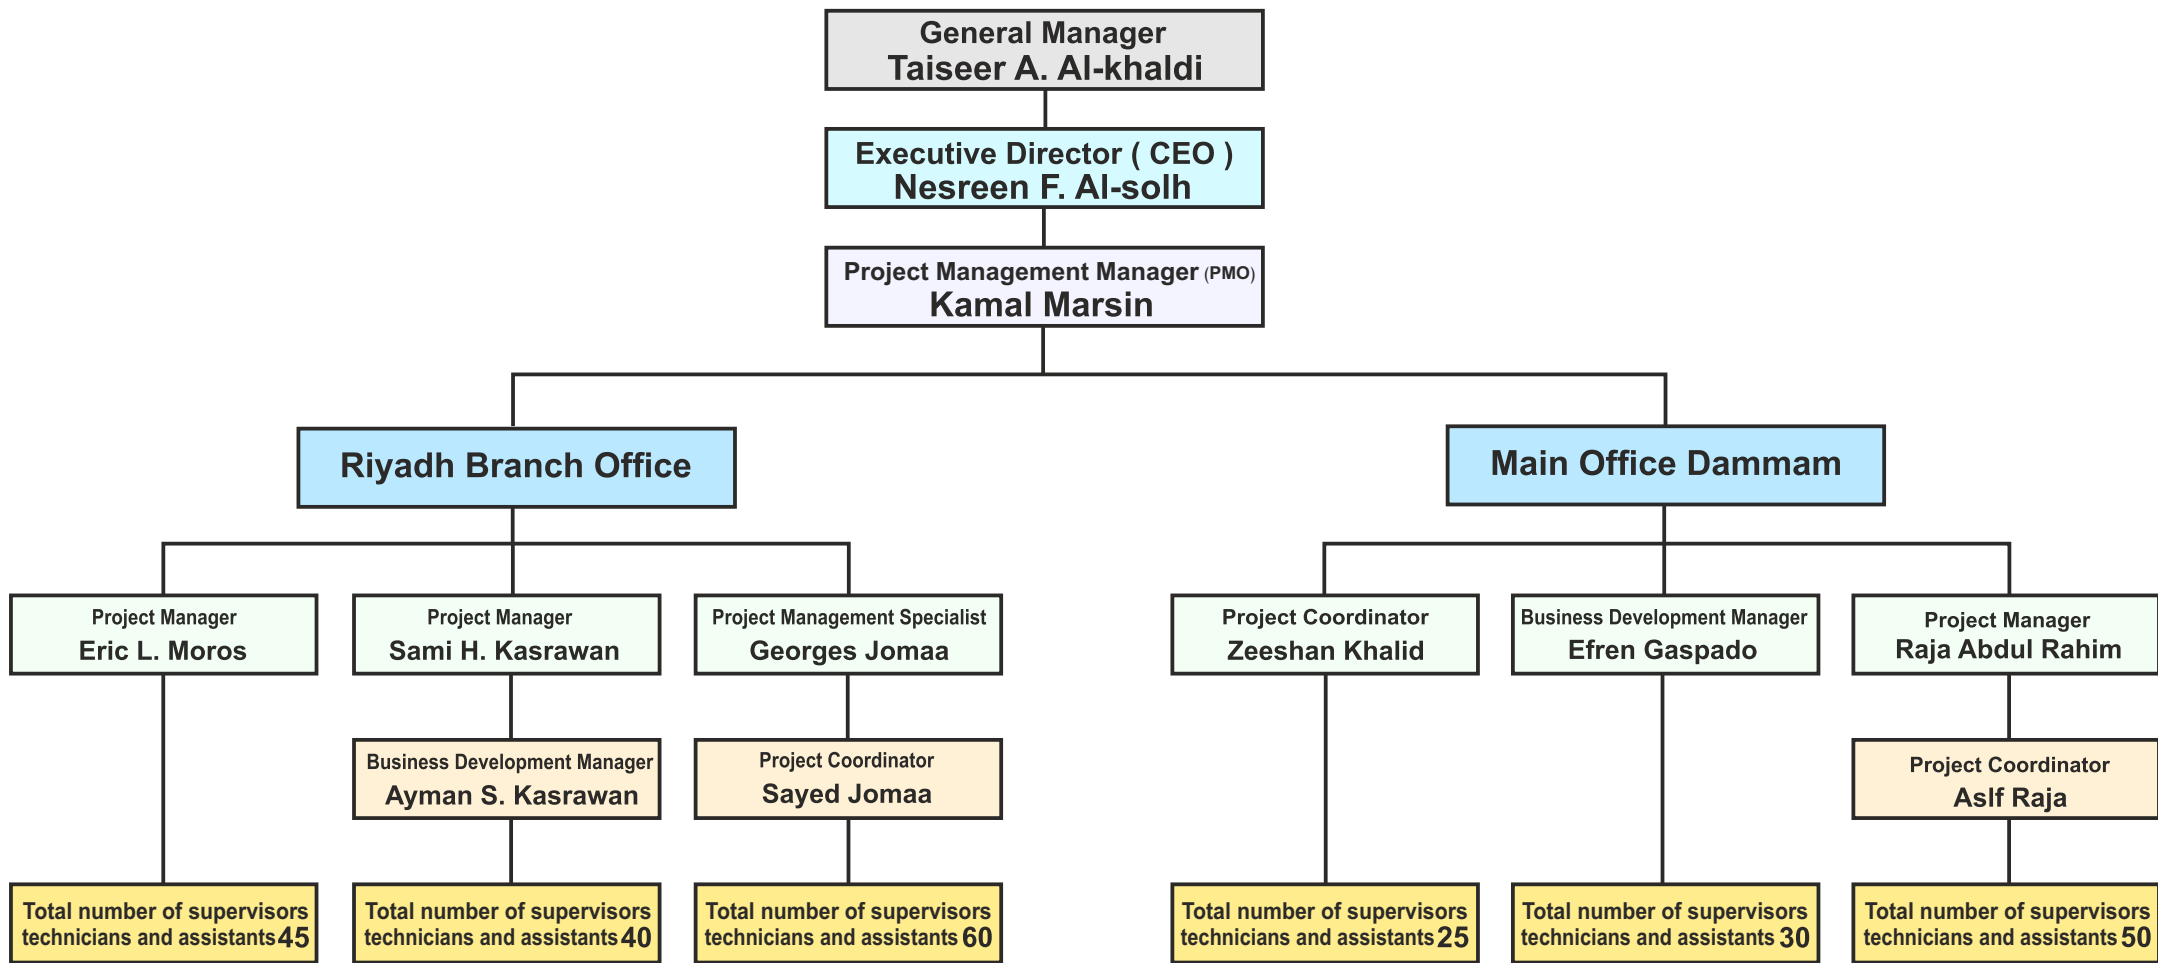 General Manager
Taiseer A. Al-khaldi
Executive Director ( CEO )
Nesreen F. Al-solh
Project Management Manager (PMO)
Kamal Marsin
Riyadh Branch Office
Main Office Dammam
Project Manager
Eric L. Moros
Project Manager
Sami H. Kasrawan
Project Management Specialist
Georges Jomaa
Project Coordinator
Zeeshan Khalid
Business Development Manager
Efren Gaspado
Project Manager
Raja Abdul Rahim
Business Development Manager
Ayman S. Kasrawan
Project Coordinator
Sayed Jomaa
Project Coordinator
Aslf Raja
Total number of supervisors
technicians and assistants 45
Total number of supervisors
technicians and assistants 40
Total number of supervisors
technicians and assistants 60
Total number of supervisors
technicians and assistants 25
Total number of supervisors
technicians and assistants 30
Total number of supervisors
technicians and assistants 50